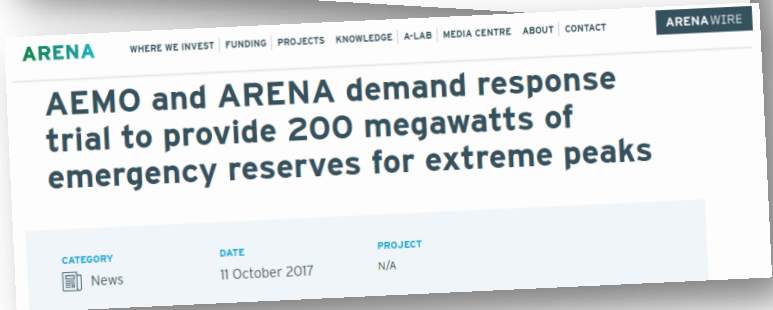 ARENA
WHERE WE INVEST FUNDING PROJECTS KNOWLEDGE A-LAB MEDIA CENTRE ABOUT CONTACT
ARENAWIRE
AEMO and ARENA demand response
trial to provide 200 megawatts of
emergency reserves for extreme peaks
CATEGORY DATE PROJECT
News 11 October 2017 N/A